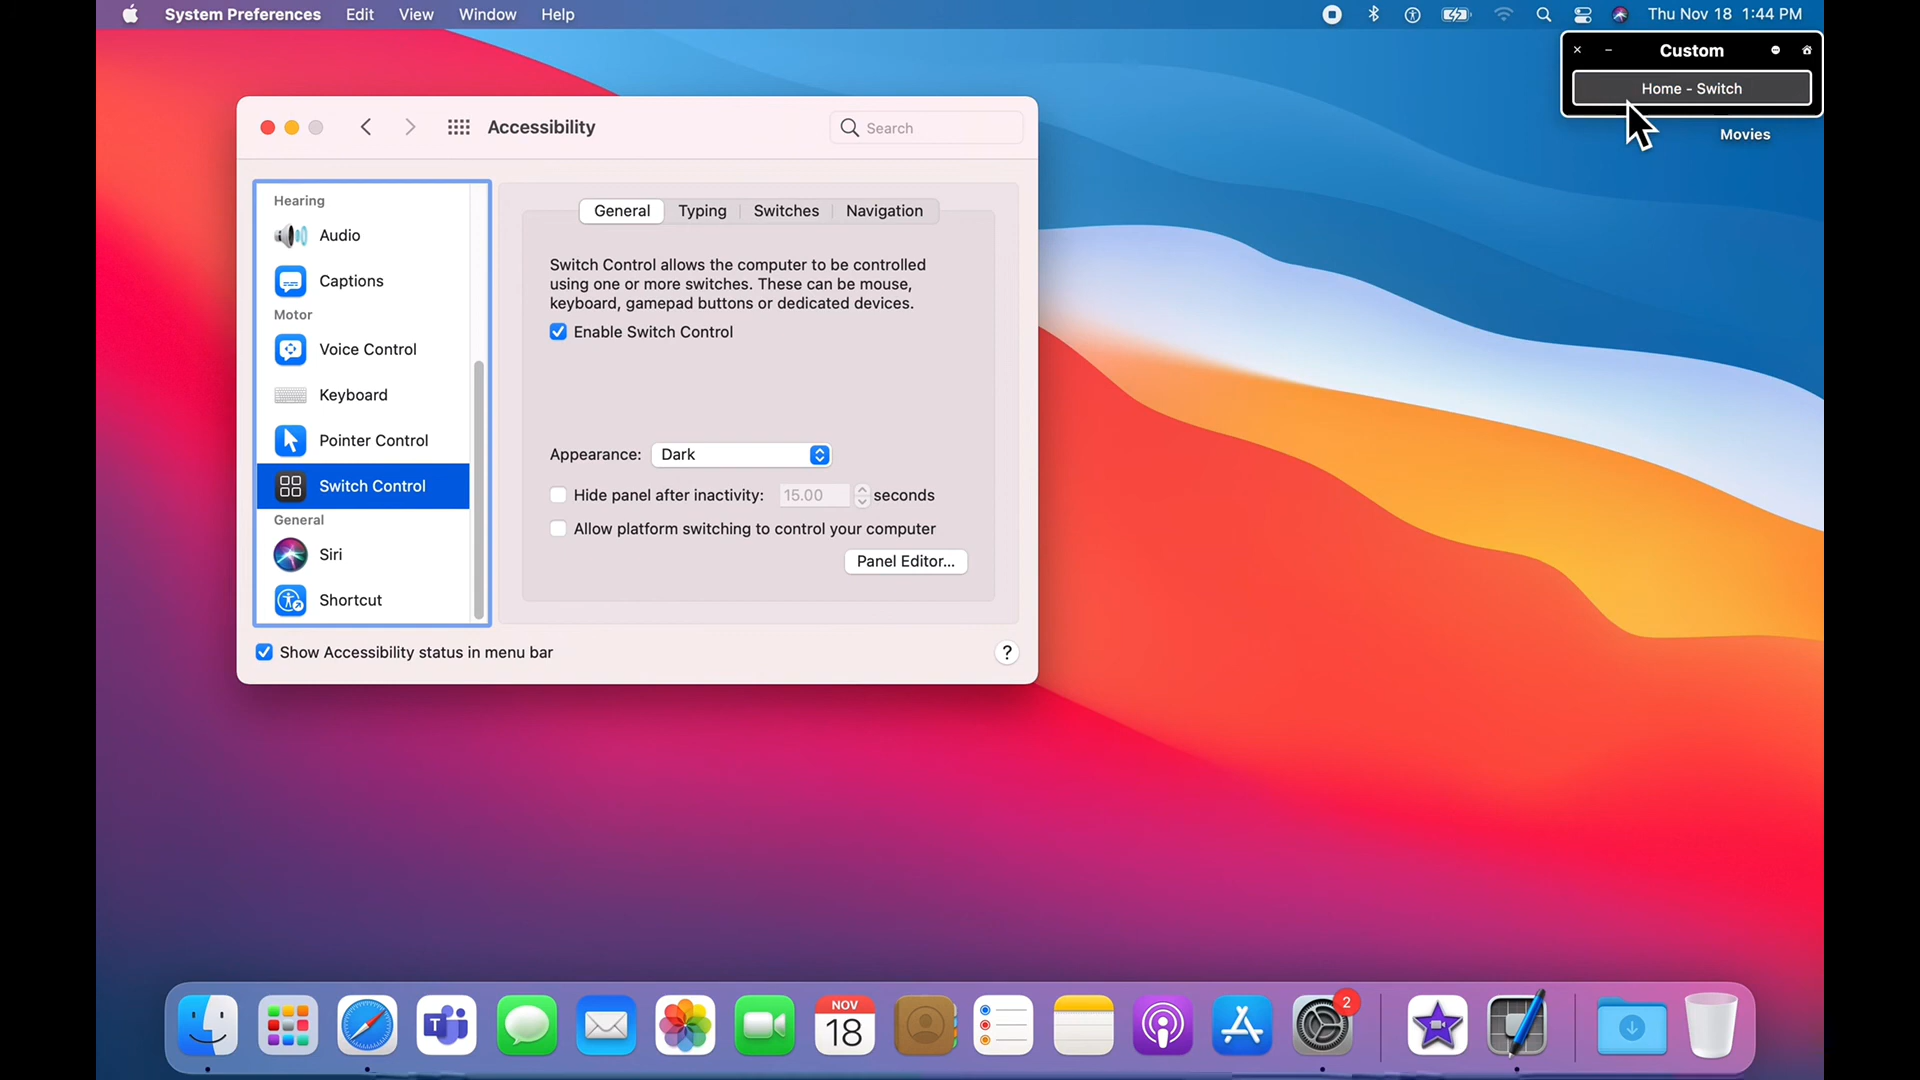 System Preferences Edit View Window Help Thu Nov 18 1:44 PM
Custom
Home - Switch
Movies
Accessibility
Search
Hearing
Audio
Captions
Motor
Voice Control
Keyboard
Pointer Control
Switch Control
General
Siri
Shortcut
General Typing Switches Navigation
Switch Control allows the computer to be controlled
using one or more switches. These can be mouse,
keyboard, gamepad buttons or dedicated devices.
Enable Switch Control
Appearance: Dark
Hide panel after inactivity: 15.00 seconds
Allow platform switching to control your computer
Panel Editor...
Show Accessibility status in menu bar
?
T
NOV
18
2